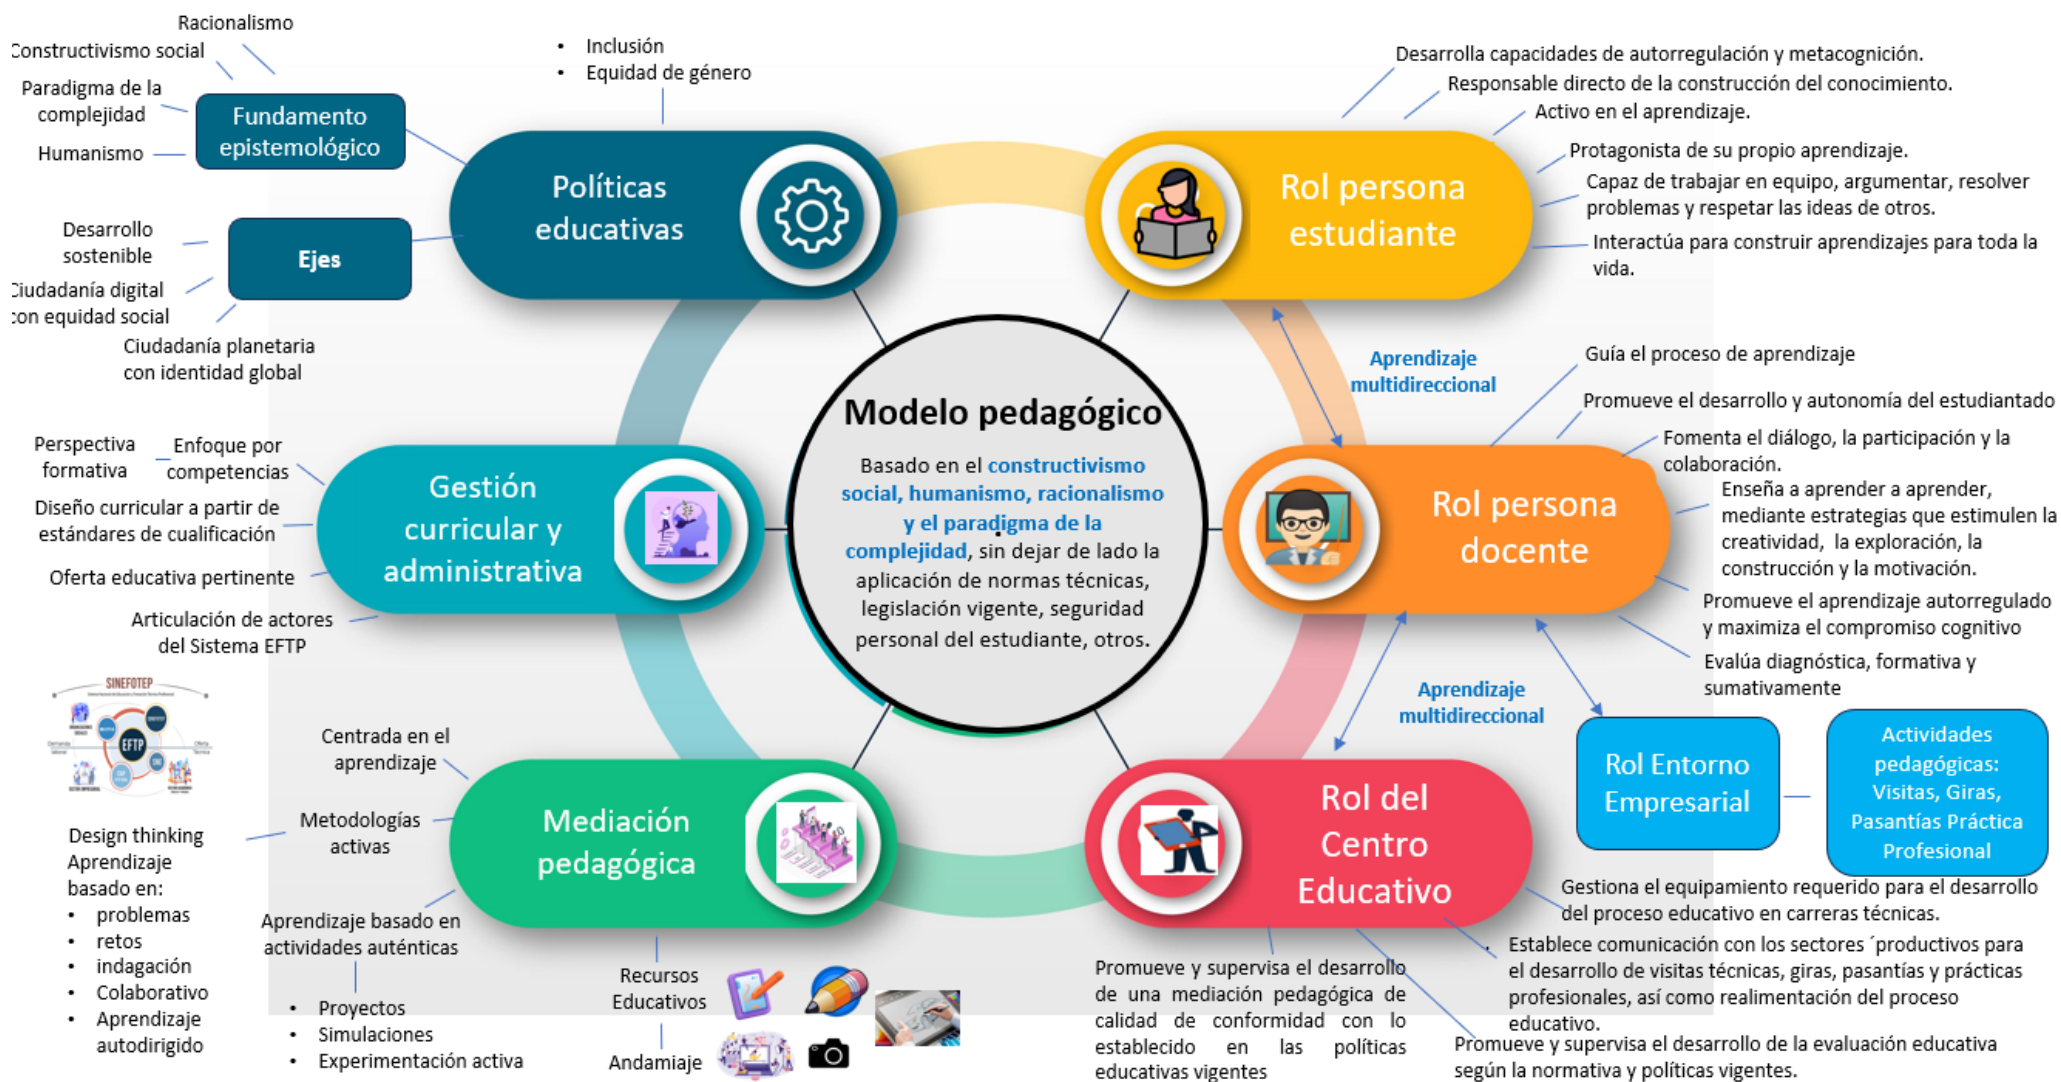 Racionalismo
Constructivismo social
Paradigma de la
complejidad
Humanismo
Fundamento
epistemológico
• Inclusión
• Equidad de género
Políticas
educativas
Desarrollo
sostenible
Ciudadanía digital
con equidad social
Ciudadanía planetaria
con identidad global
Ejes
Desarrolla capacidades de autorregulación y metacognición.
Responsable directo de la construcción del conocimiento.
Activo en el aprendizaje.
Protagonista de su propio aprendizaje.
Capaz de trabajar en equipo, argumentar, resolver
problemas y respetar las ideas de otros.
Interactúa para construir aprendizajes para toda la
vida.
Rol persona
estudiante
Aprendizaje
multidireccional
Modelo pedagógico
Basado en el constructivismo
social, humanismo, racionalismo
y el paradigma de la
complejidad, sin dejar de lado la
aplicación de normas técnicas,
legislación vigente, seguridad
personal del estudiante, otros.
Perspectiva
formativa
Enfoque por
competencias
Diseño curricular a partir de
estándares de cualificación
Oferta educativa pertinente
Articulación de actores
del Sistema EFTP
Gestión
curricular y
administrativa
Guía el proceso de aprendizaje
Promueve el desarrollo y autonomía del estudiantado
Fomenta el diálogo, la participación y la
colaboración.
Enseña a aprender a aprender,
mediante estrategias que estimulen la
creatividad, la exploración, la
construcción y la motivación.
Promueve el aprendizaje autorregulado
y maximiza el compromiso cognitivo
Evalúa diagnóstica, formativa y
sumativamente
Rol persona
docente
Aprendizaje
multidireccional
SINEFOTEP
EFTP
Centrada en el
aprendizaje
Metodologías
activas
Design thinking
Aprendizaje
basado en:
• problemas
• retos
• indagación
• Colaborativo
• Aprendizaje
autodirigido
Aprendizaje basado en
actividades auténticas
• Proyectos
• Simulaciones
• Experimentación activa
Mediación
pedagógica
Recursos
Educativos
Andamiaje
Rol del
Centro
Educativo
Rol Entorno
Empresarial
Actividades
pedagógicas:
Visitas, Giras,
Pasantías Práctica
Profesional
Gestiona el equipamiento requerido para el desarrollo
del proceso educativo en carreras técnicas.
Establece comunicación con los sectores ´productivos para
el desarrollo de visitas técnicas, giras, pasantías y prácticas
profesionales, así como realimentación del proceso
educativo.
Promueve y supervisa el desarrollo
de una mediación pedagógica de
calidad de conformidad con lo
establecido en las políticas
educativas vigentes
Promueve y supervisa el desarrollo de la evaluación educativa
según la normativa y políticas vigentes.